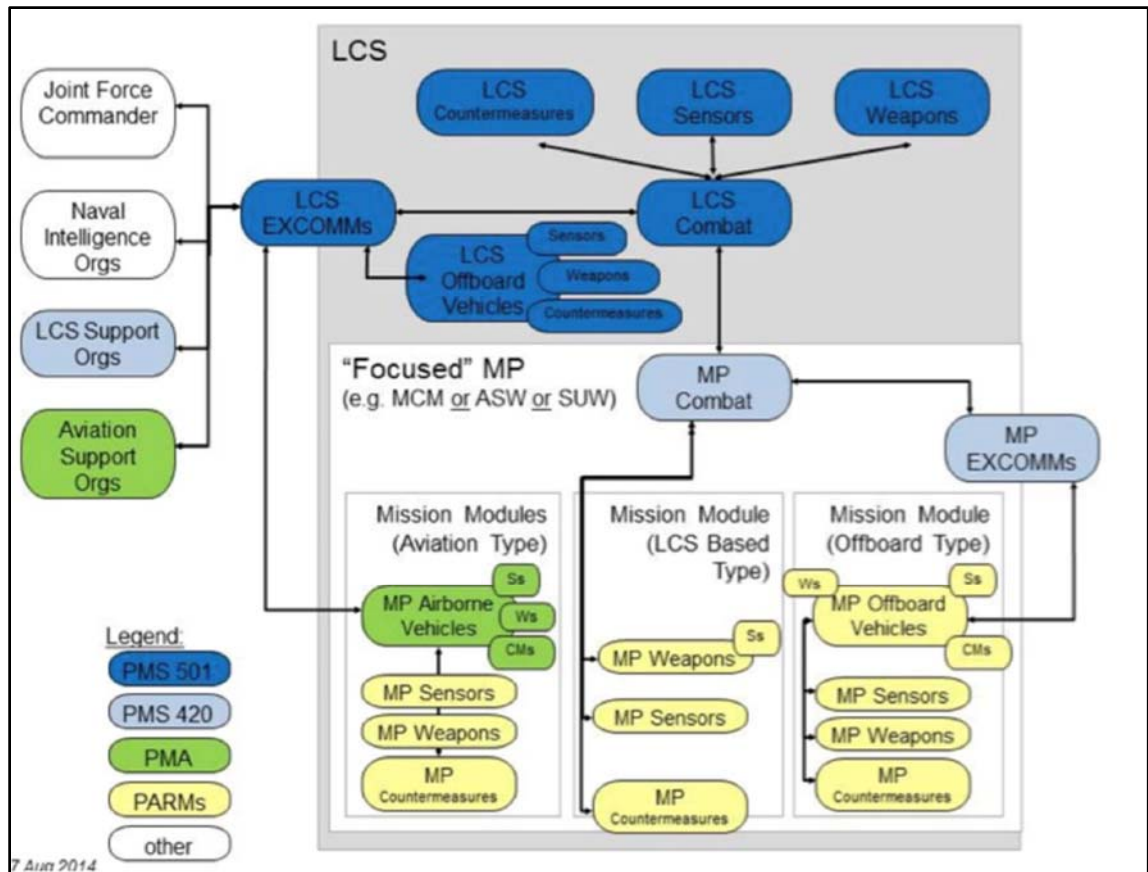 LCS
LCS
Countermeasures
LCS
Sensors
LCS
Weapons
Joint Force
Commander
Naval
Intelligence
Orgs
LCS Support
Orgs
Aviation
Support
Orgs
LCS
EXCOMMs
LCS
Combat
LCS
Offboard
Vehicles
Sensors
Weapons
Countermeasures
“Focused” MP
(e.g. MCM or ASW or SUW)
MP
Combat
MP
EXCOMMs
Mission Modules
(Aviation Type)
MP Airborne
Vehicles
Ss
Ws
CMs
MP Sensors
MP Weapons
MP
Countermeasures
Mission Module
(LCS Based
Type)
MP Weapons
Ss
MP Sensors
MP
Countermeasures
Mission Module
(Offboard Type)
Ws
Ss
MP Offboard
Vehicles
CMs
MP Sensors
MP Weapons
MP
Countermeasures
Legend:
PMS 501
PMS 420
PMA
PARMs
other
7 Aug 2014